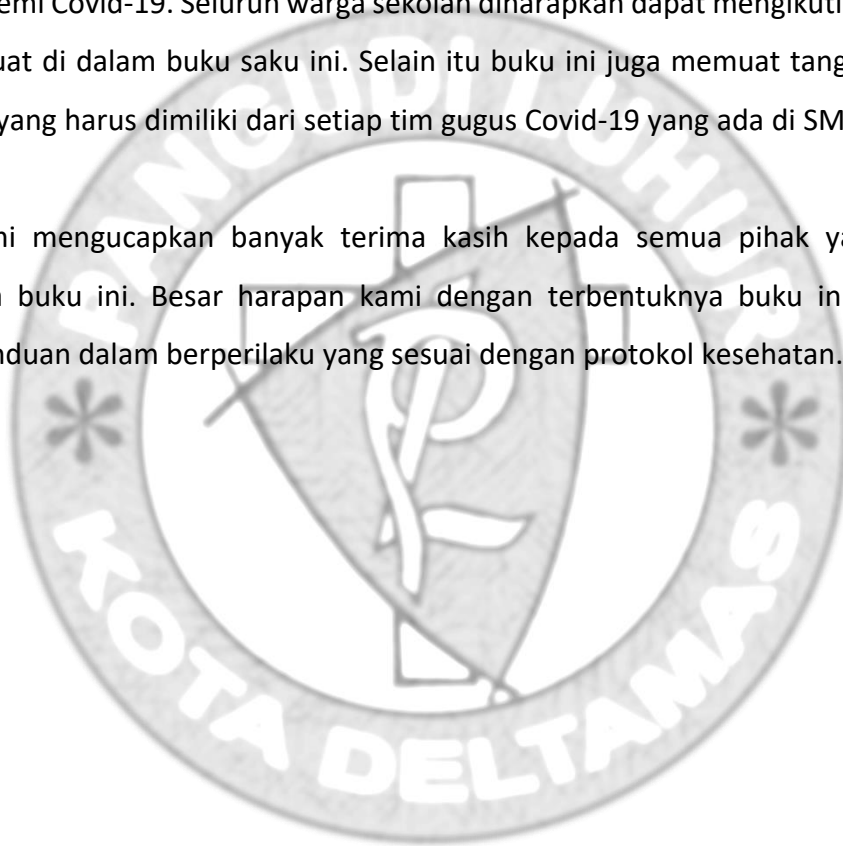 emi Covid-19. Seluruh warga sekolah diharapkan dapat mengikuti
uat di dalam buku saku ini. Selain itu buku ini juga memuat tang
yang harus dimiliki dari setiap tim gugus Covid-19 yang ada di SM
ni mengucapkan banyak terima kasih kepada semua pihak ya
buku ini. Besar harapan kami dengan terbentuknya buku in
nduan dalam berperilaku yang sesuai dengan protokol kesehatan.
PANGUDI LUHUR
* KOTA DELTAMAS *